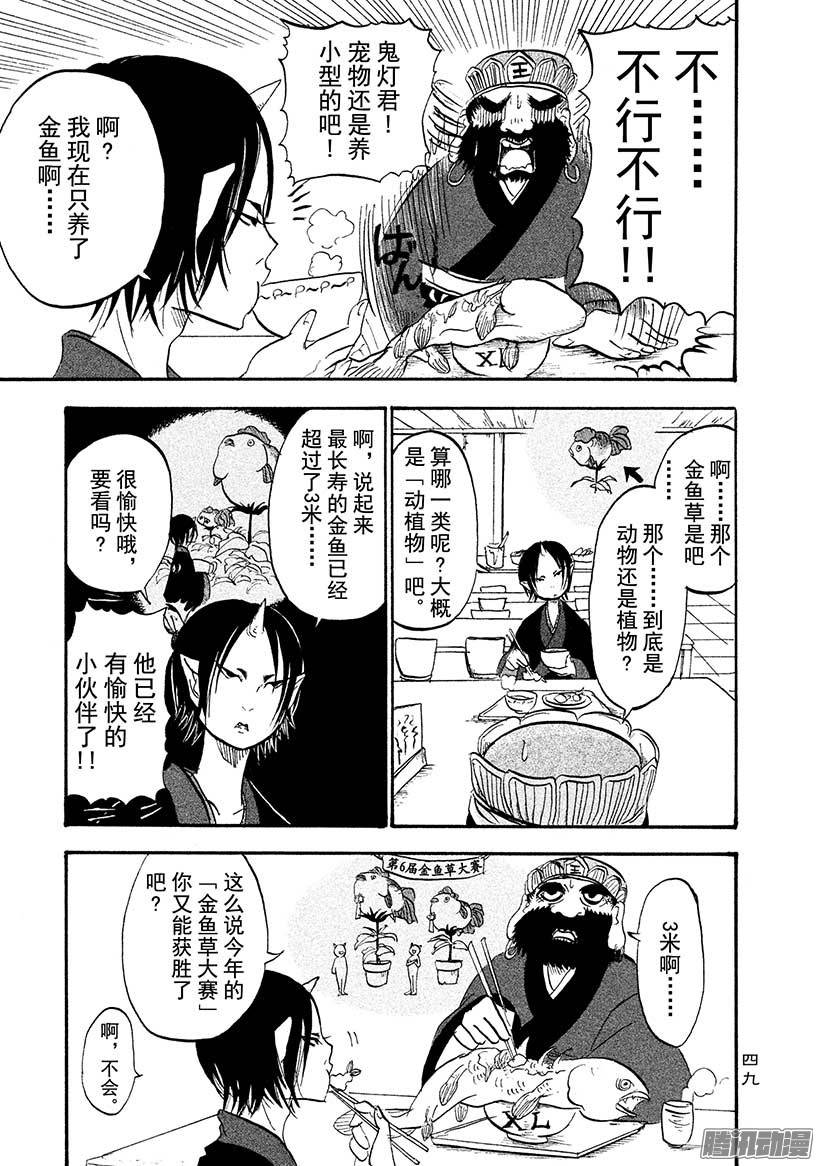 不……
不行不行!!
鬼灯君！
宠物还是养
小型的吧！
ばん
XL
啊？
我现在只养了
金鱼啊……
王
啊……那个
金鱼草是吧
……
那个……到底是
动物还是植物？
算哪一类呢？大概
是「动植物」吧。
啊，说起来
最长寿的金鱼已经
超过了3米……
很愉快哦，
要看吗？
他已经
有愉快的
小伙伴了!!
3米啊……
王
第6届金鱼草大赛
这么说今年的
「金鱼草大赛」
你又能获胜了
吧？
啊，不会。
XL
四九
腾讯动漫